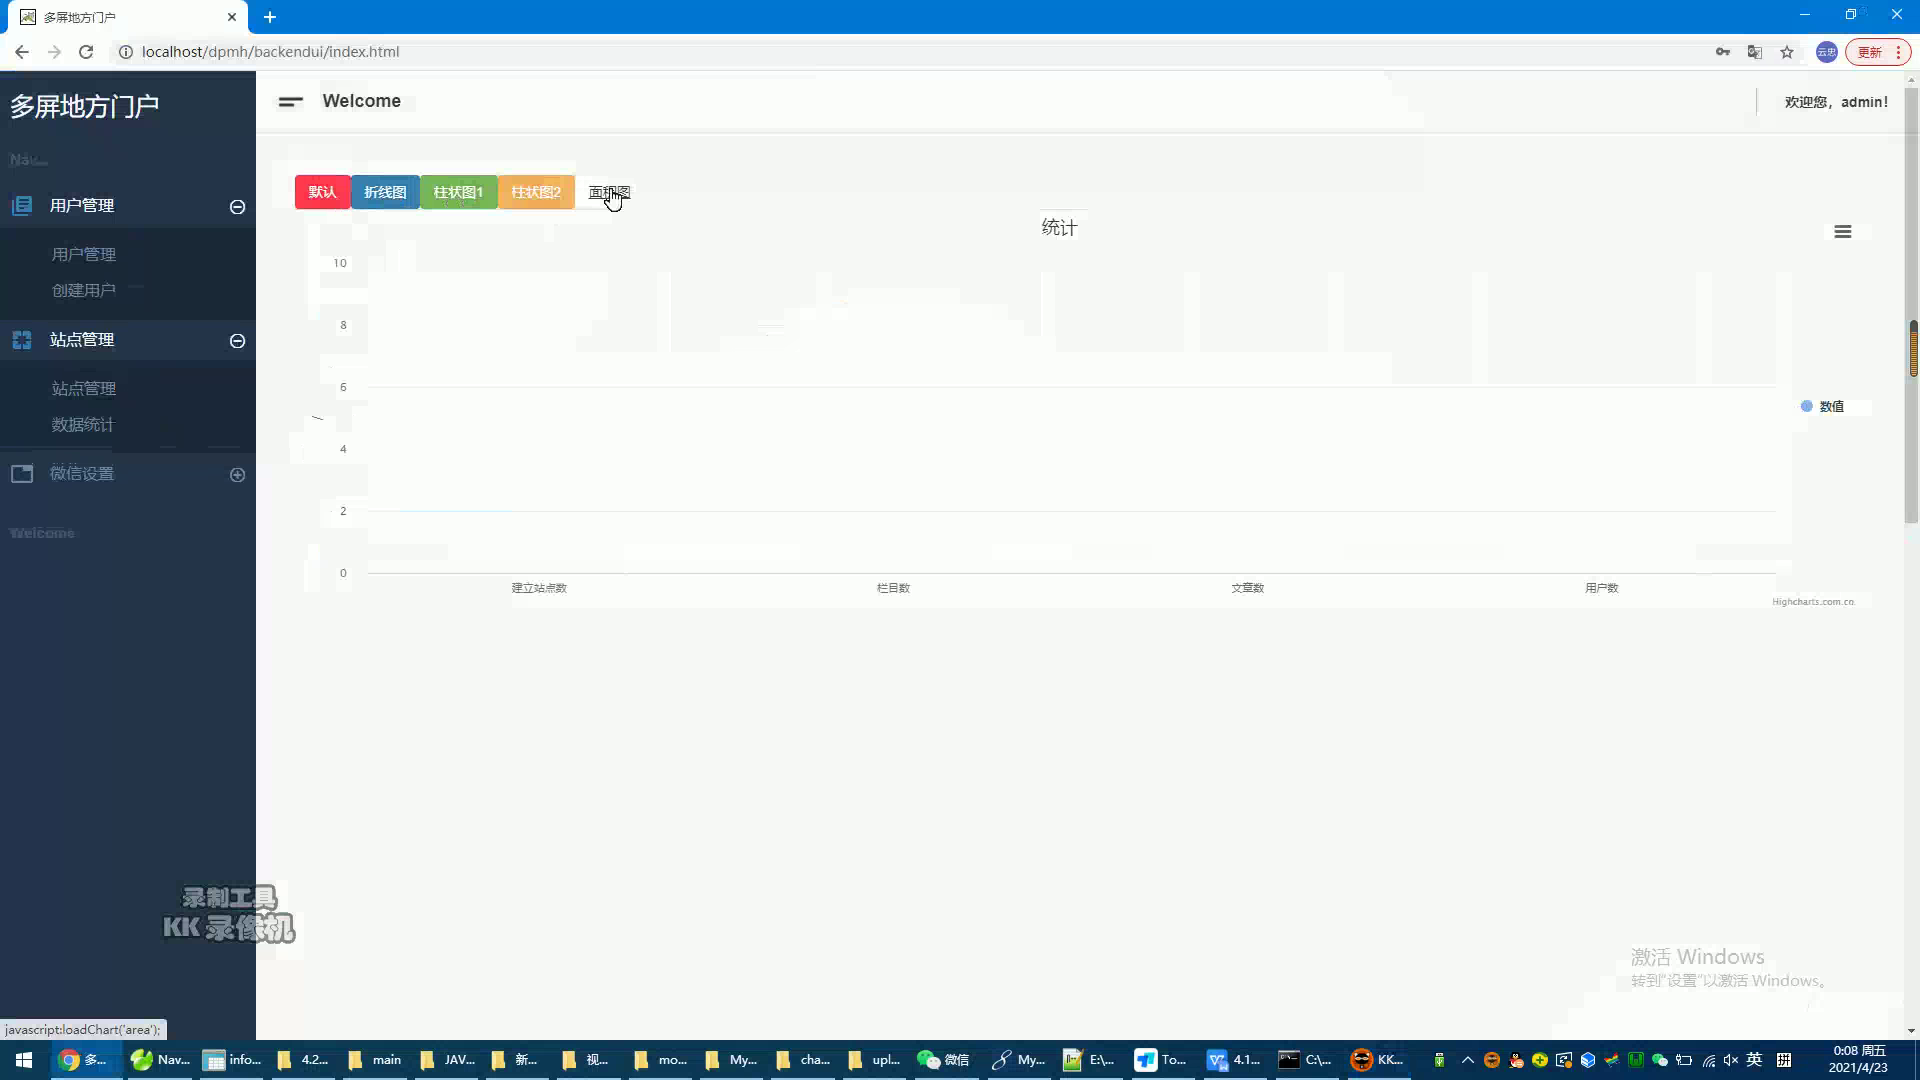 多屏地方门户
localhost/dpmh/backendui/index.html
云忠
更新
多屏地方门户
Welcome
欢迎您，admin!
Nav...
用户管理
用户管理
创建用户
站点管理
站点管理
数据统计
微信设置
Welcome
默认
折线图
柱状图1
柱状图2
面积图
统计
10
8
6
4
2
0
数值
建立站点数
栏目数
文章数
用户数
Highcharts.com.cn
录制工具
KK 录像机
激活 Windows
转到"设置"以激活 Windows。
javascript:loadChart('area');
多...
Nav...
info...
4.2...
main
JAV...
新...
视...
mo...
My...
cha...
upl...
微信
My...
E:\...
To...
4.1...
C:\...
KK...
英
拼
0:08 周五
2021/4/23